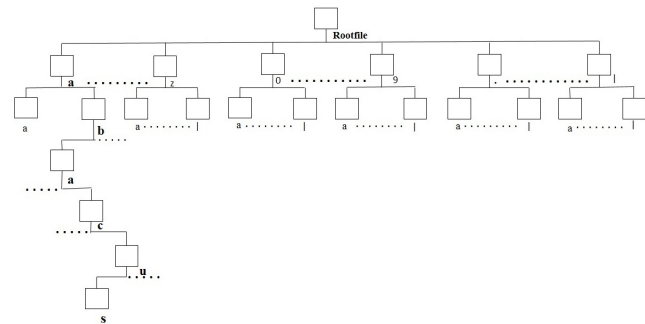 Rootfile
a ......... z 0 ............ 9 . ............ |
a b a ........ | a ........ | a ........ | a ........ | a ........ |
.....
a
.....
c
.....
u
.....
s